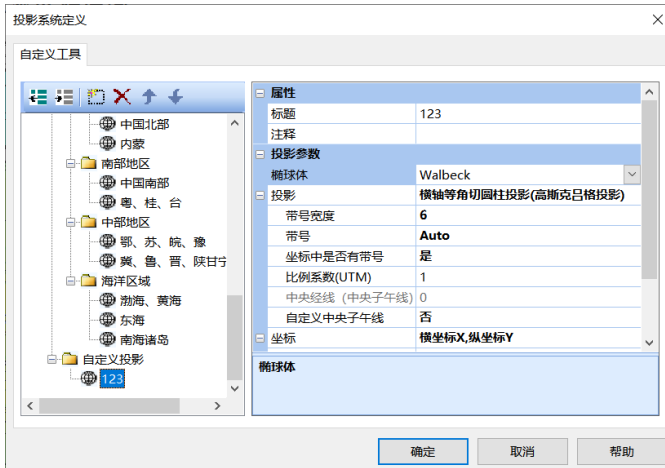 投影系统定义
自定义工具
中国北部
内蒙
南部地区
中国南部
粤、桂、台
中部地区
鄂、苏、皖、豫
冀、鲁、晋、陕甘宁
海洋区域
渤海、黄海
东海
南海诸岛
自定义投影
123
属性
标题 123
注释
投影参数
椭球体 Walbeck
投影 横轴等角切圆柱投影(高斯克吕格投影)
带号宽度 6
带号 Auto
坐标中是否有带号 是
比例系数(UTM) 1
中央经线（中央子午线） 0
自定义中央子午线 否
坐标 横坐标X,纵坐标Y
椭球体
确定 取消 帮助